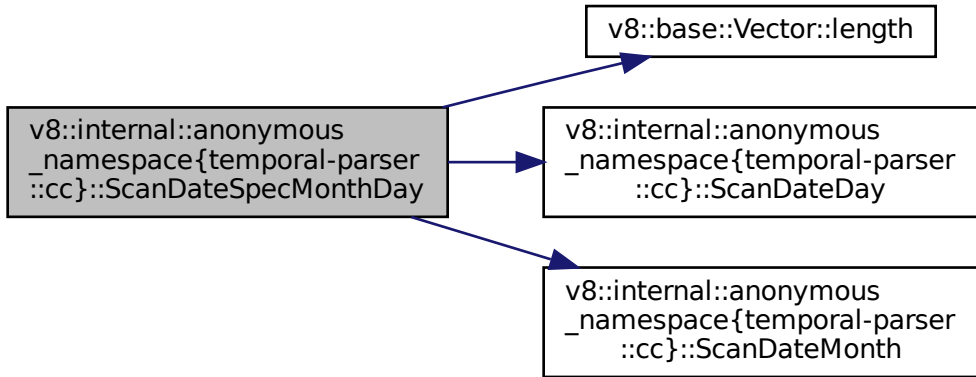 v8::base::Vector::length
v8::internal::anonymous
_namespace{temporal-parser
::cc}::ScanDateSpecMonthDay
v8::internal::anonymous
_namespace{temporal-parser
::cc}::ScanDateDay
v8::internal::anonymous
_namespace{temporal-parser
::cc}::ScanDateMonth